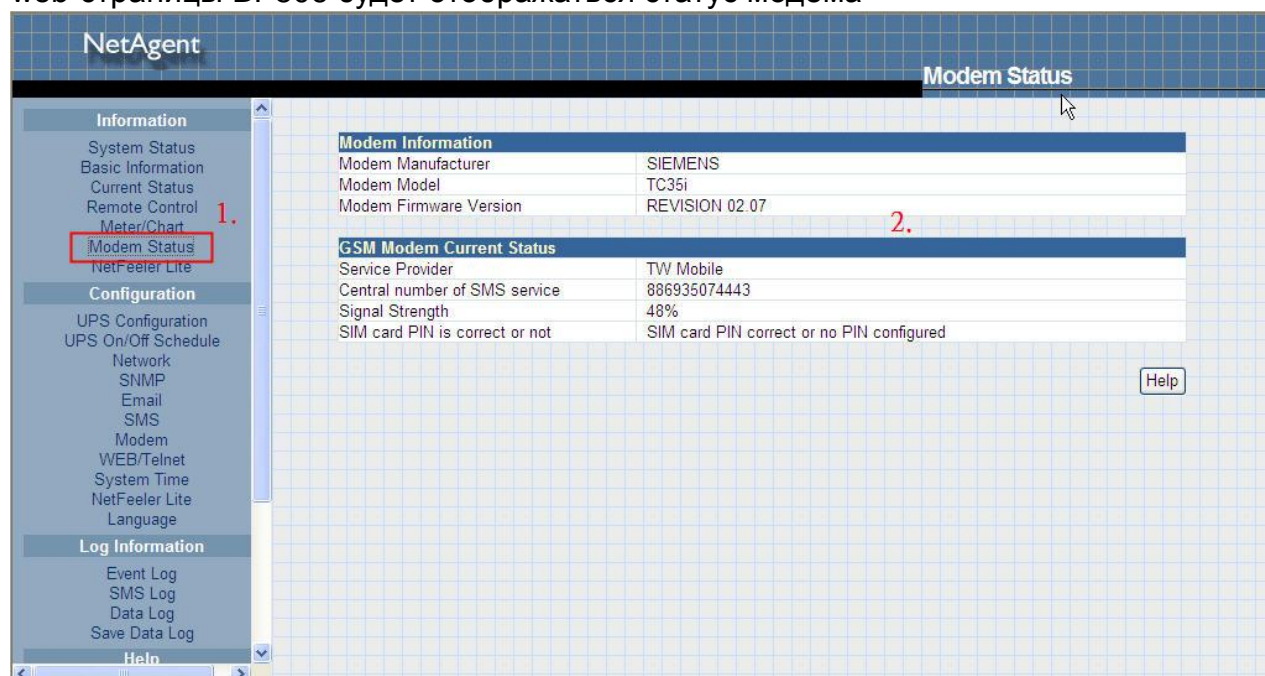 web-страницы
будет отображаться статус модема
NetAgent
Modem Status
Information
System Status
Basic Information
Current Status
Remote Control
1.
Meter/Chart
Modem Status
NetFeeler Lite
Configuration
UPS Configuration
UPS On/Off Schedule
Network
SNMP
Email
SMS
Modem
WEB/Telnet
System Time
NetFeeler Lite
Language
Log Information
Event Log
SMS Log
Data Log
Save Data Log
Help
Modem Information
Modem Manufacturer SIEMENS
Modem Model TC35i
Modem Firmware Version REVISION 02.07
2.
GSM Modem Current Status
Service Provider TW Mobile
Central number of SMS service 886935074443
Signal Strength 48%
SIM card PIN is correct or not SIM card PIN correct or no PIN configured
Help